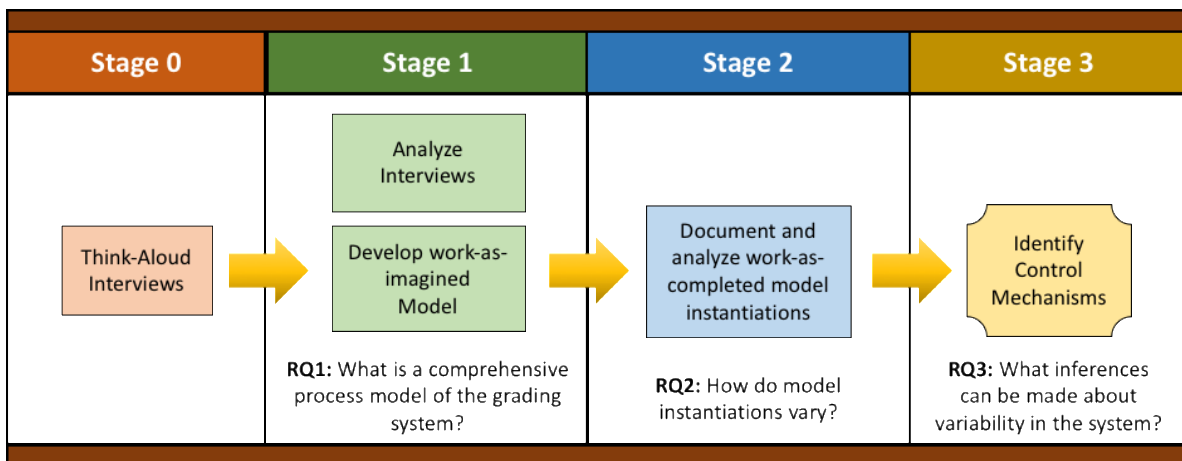 Stage 0
Stage 1
Stage 2
Stage 3
Think-Aloud
Interviews
Analyze
Interviews
Develop work-as-
imagined
Model
RQ1: What is a comprehensive
process model of the grading
system?
Document and
analyze work-as-
completed model
instantiations
RQ2: How do model
instantiations vary?
Identify
Control
Mechanisms
RQ3: What inferences
can be made about
variability in the system?